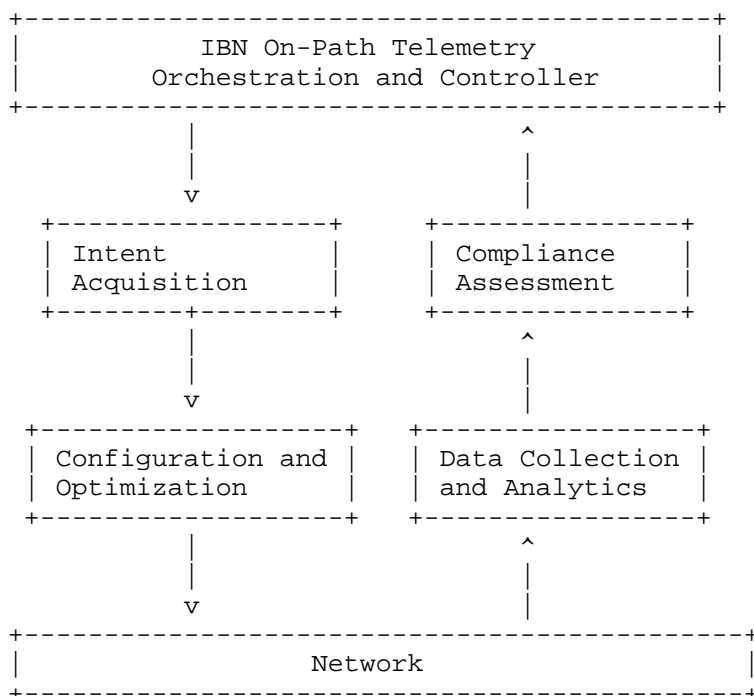 IBN On-Path Telemetry
Orchestration and Controller
Intent
Acquisition
Compliance
Assessment
Configuration and
Optimization
Data Collection
and Analytics
Network